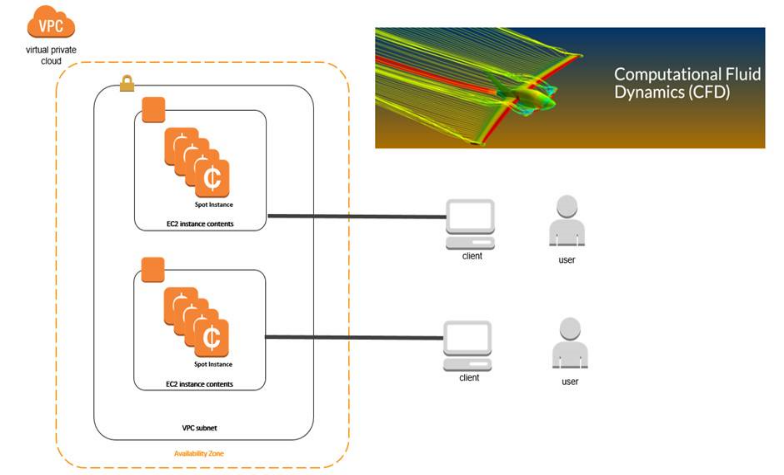 VPC
virtual private
cloud
Computational Fluid
Dynamics (CFD)
Spot Instance
EC2 instance contents
client
user
Spot Instance
EC2 instance contents
client
user
VPC subnet
Availability Zone